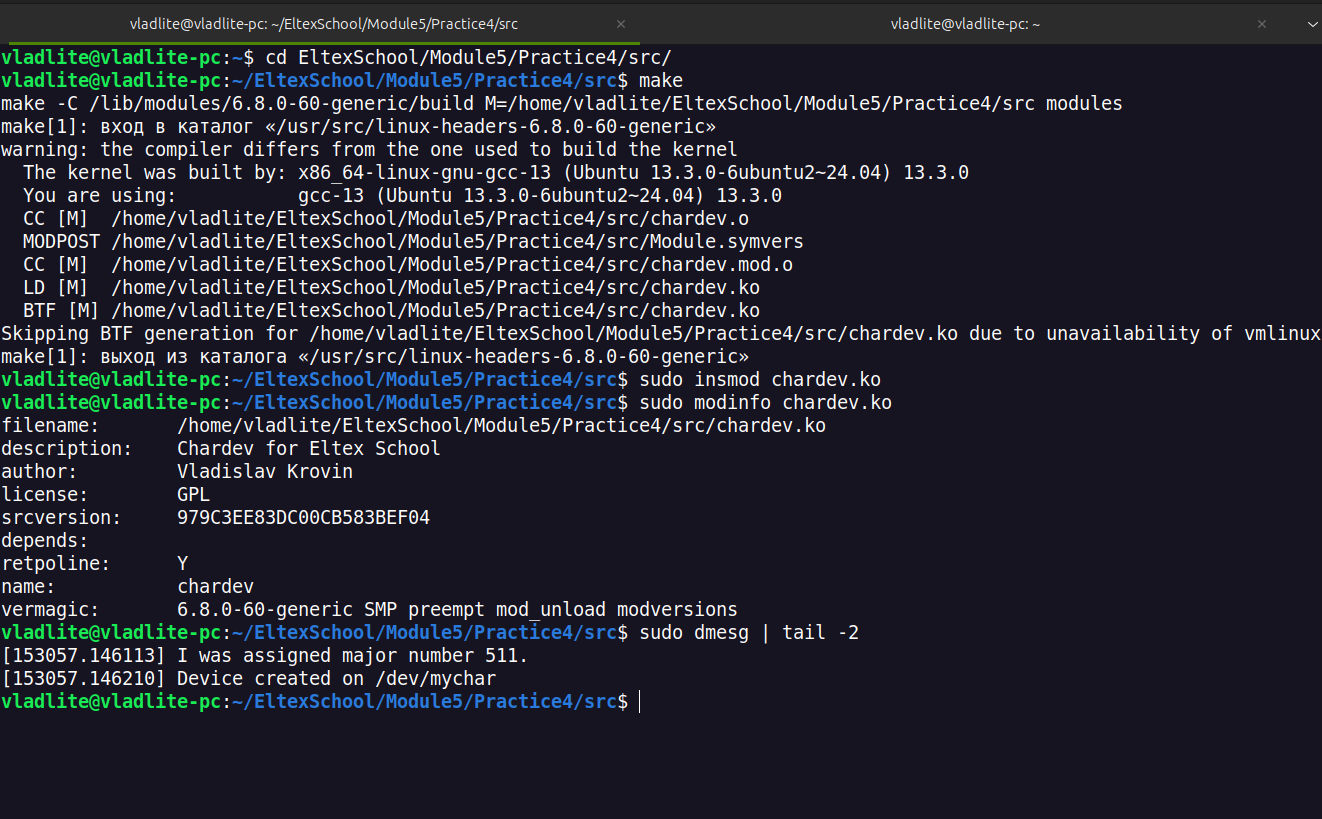 vladlite@vladlite-pc: ~/EltexSchool/Module5/Practice4/src × vladlite@vladlite-pc: ~ ×
vladlite@vladlite-pc:~$ cd EltexSchool/Module5/Practice4/src/
vladlite@vladlite-pc:~/EltexSchool/Module5/Practice4/src$ make
make -C /lib/modules/6.8.0-60-generic/build M=/home/vladlite/EltexSchool/Module5/Practice4/src modules
make[1]: вход в каталог «/usr/src/linux-headers-6.8.0-60-generic»
warning: the compiler differs from the one used to build the kernel
  The kernel was built by: x86_64-linux-gnu-gcc-13 (Ubuntu 13.3.0-6ubuntu2~24.04) 13.3.0
  You are using:           gcc-13 (Ubuntu 13.3.0-6ubuntu2~24.04) 13.3.0
  CC [M]  /home/vladlite/EltexSchool/Module5/Practice4/src/chardev.o
  MODPOST /home/vladlite/EltexSchool/Module5/Practice4/src/Module.symvers
  CC [M]  /home/vladlite/EltexSchool/Module5/Practice4/src/chardev.mod.o
  LD [M]  /home/vladlite/EltexSchool/Module5/Practice4/src/chardev.ko
  BTF [M] /home/vladlite/EltexSchool/Module5/Practice4/src/chardev.ko
Skipping BTF generation for /home/vladlite/EltexSchool/Module5/Practice4/src/chardev.ko due to unavailability of vmlinux
make[1]: выход из каталога «/usr/src/linux-headers-6.8.0-60-generic»
vladlite@vladlite-pc:~/EltexSchool/Module5/Practice4/src$ sudo insmod chardev.ko
vladlite@vladlite-pc:~/EltexSchool/Module5/Practice4/src$ sudo modinfo chardev.ko
filename:       /home/vladlite/EltexSchool/Module5/Practice4/src/chardev.ko
description:    Chardev for Eltex School
author:         Vladislav Krovin
license:        GPL
srcversion:     979C3EE83DC00CB583BEF04
depends:
retpoline:      Y
name:           chardev
vermagic:       6.8.0-60-generic SMP preempt mod_unload modversions
vladlite@vladlite-pc:~/EltexSchool/Module5/Practice4/src$ sudo dmesg | tail -2
[153057.146113] I was assigned major number 511.
[153057.146210] Device created on /dev/mychar
vladlite@vladlite-pc:~/EltexSchool/Module5/Practice4/src$